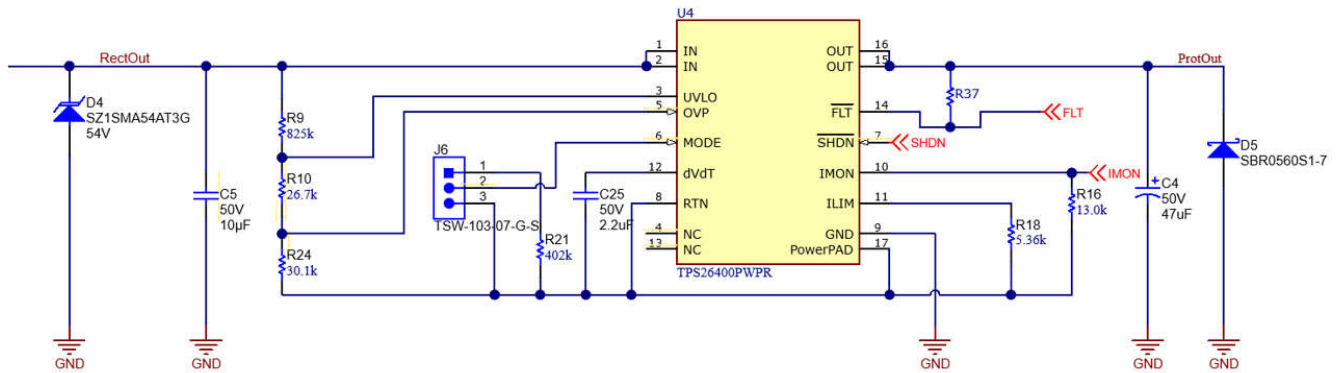 U4
RectOut
1
2
IN
IN
OUT
OUT
16
15
ProtOut
D4
SZ1SMA54AT3G
54V
R9
825k
3
5
UVLO
OVP
FLT
14
R37
FLT
6
MODE
SHDN
7
SHDN
D5
SBR0560S1-7
J6
1
2
3
TSW-103-07-G-S
12
dVdT
IMON
10
IMON
C5
50V
10µF
R10
26.7k
C25
50V
2.2uF
8
RTN
ILIM
11
R16
13.0k
C4
+
50V
47uF
R24
30.1k
R21
402k
4
13
NC
NC
GND
PowerPAD
9
17
R18
5.36k
TPS26400PWPR
GND
GND
GND
GND
GND